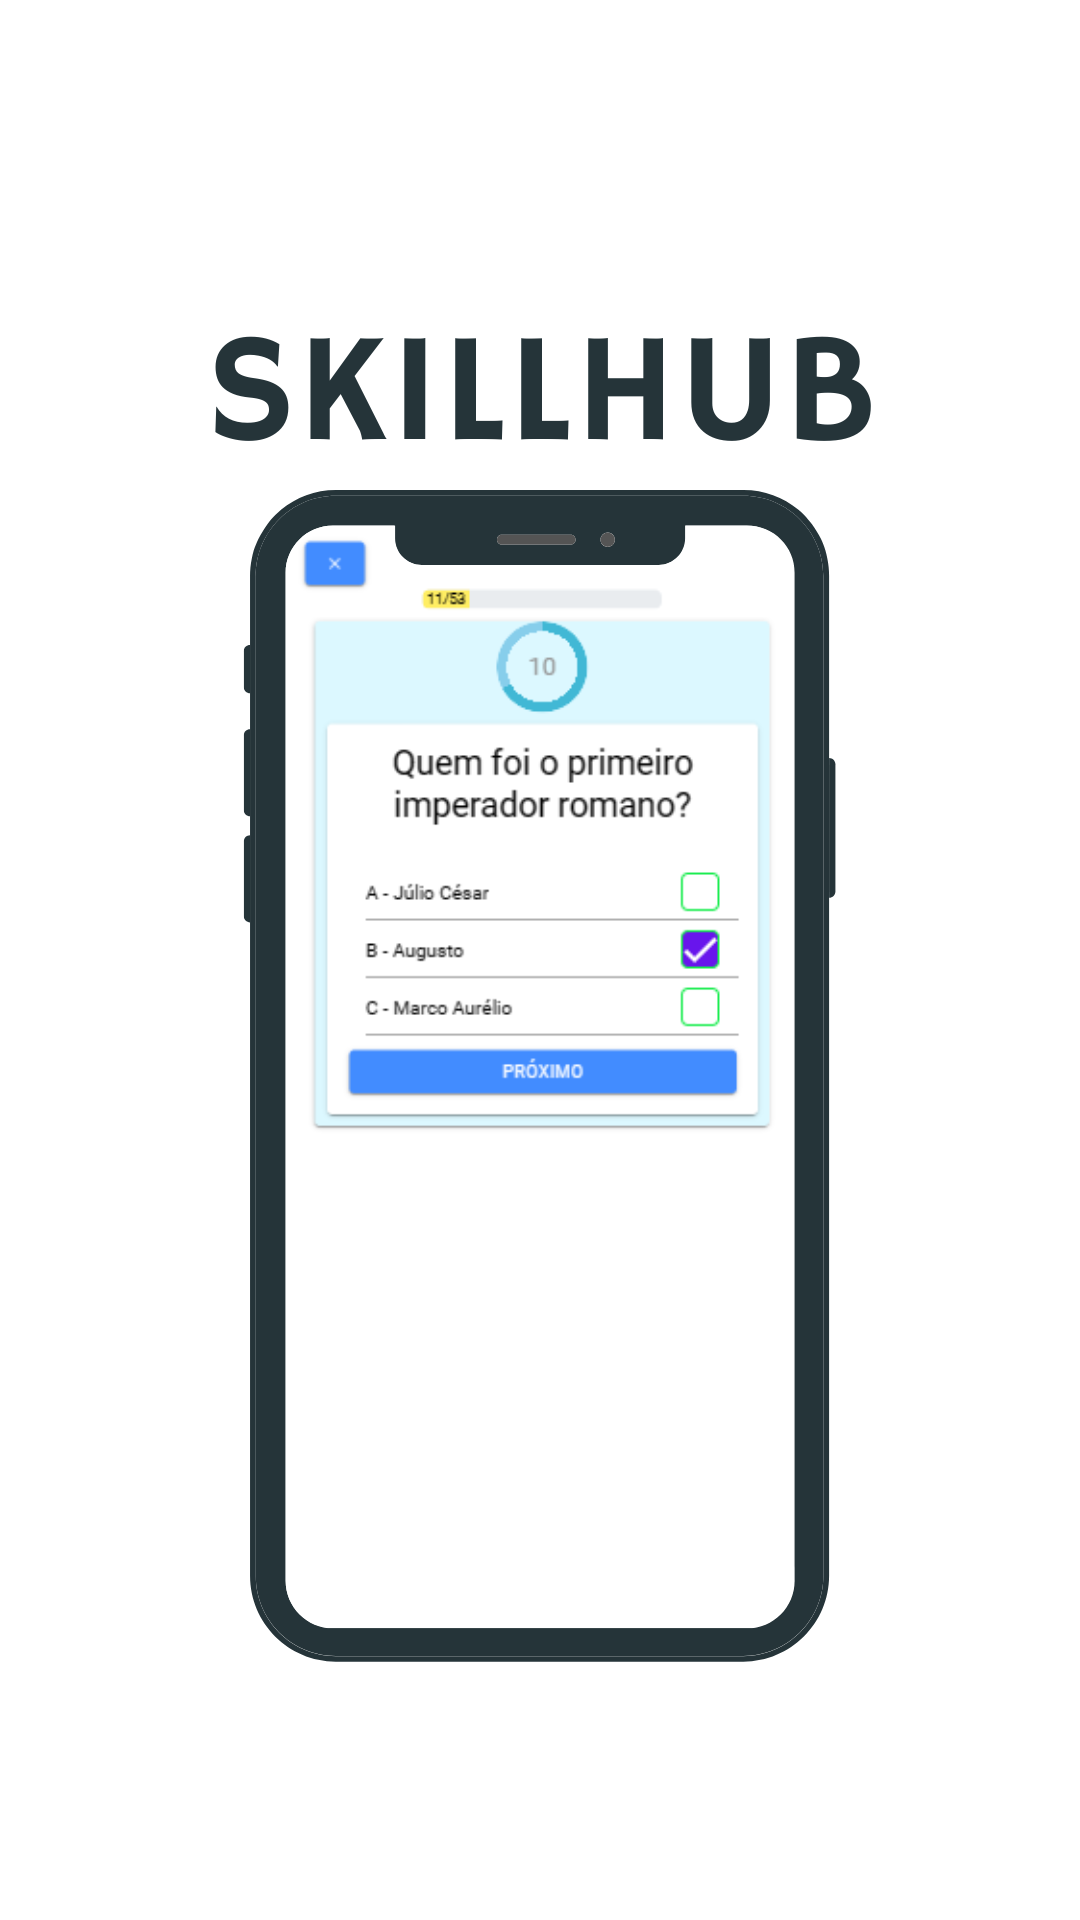 SKILLHUB
×
11/53
10
Quem foi o primeiro
imperador romano?
A - Júlio César
B - Augusto
C - Marco Aurélio
PRÓXIMO